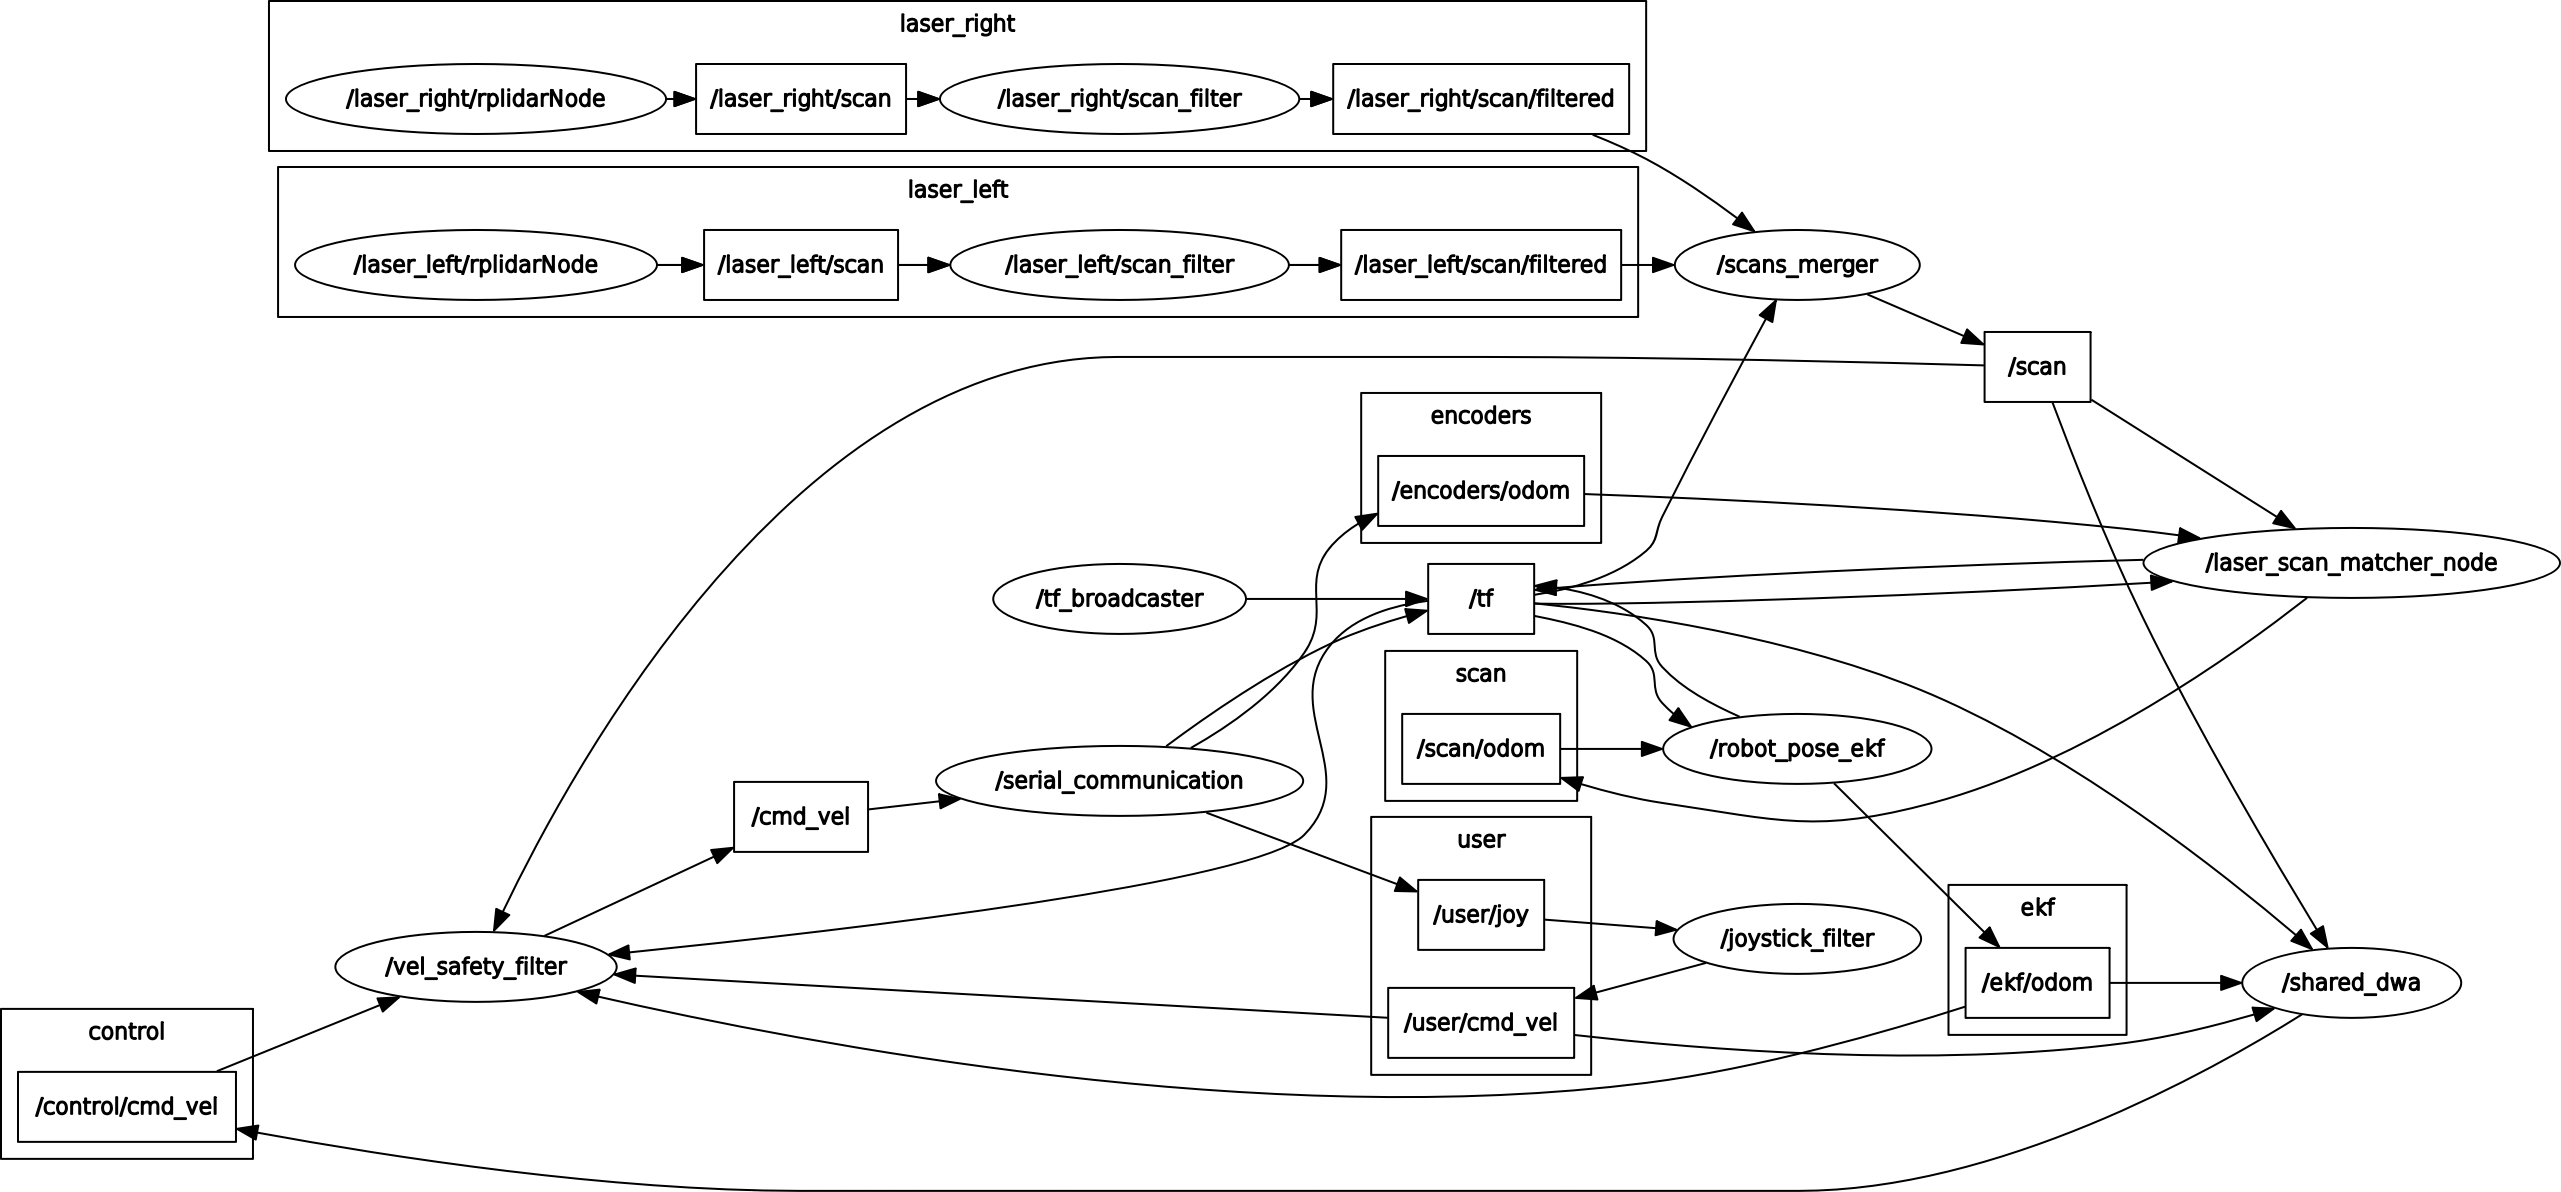 laser_right
/laser_right/rplidarNode
/laser_right/scan
/laser_right/scan_filter
/laser_right/scan/filtered
laser_left
/laser_left/rplidarNode
/laser_left/scan
/laser_left/scan_filter
/laser_left/scan/filtered
/scans_merger
/scan
encoders
/encoders/odom
/laser_scan_matcher_node
/tf_broadcaster
/tf
scan
/scan/odom
/robot_pose_ekf
/serial_communication
/cmd_vel
user
/user/joy
/joystick_filter
ekf
/ekf/odom
/shared_dwa
/vel_safety_filter
/user/cmd_vel
control
/control/cmd_vel